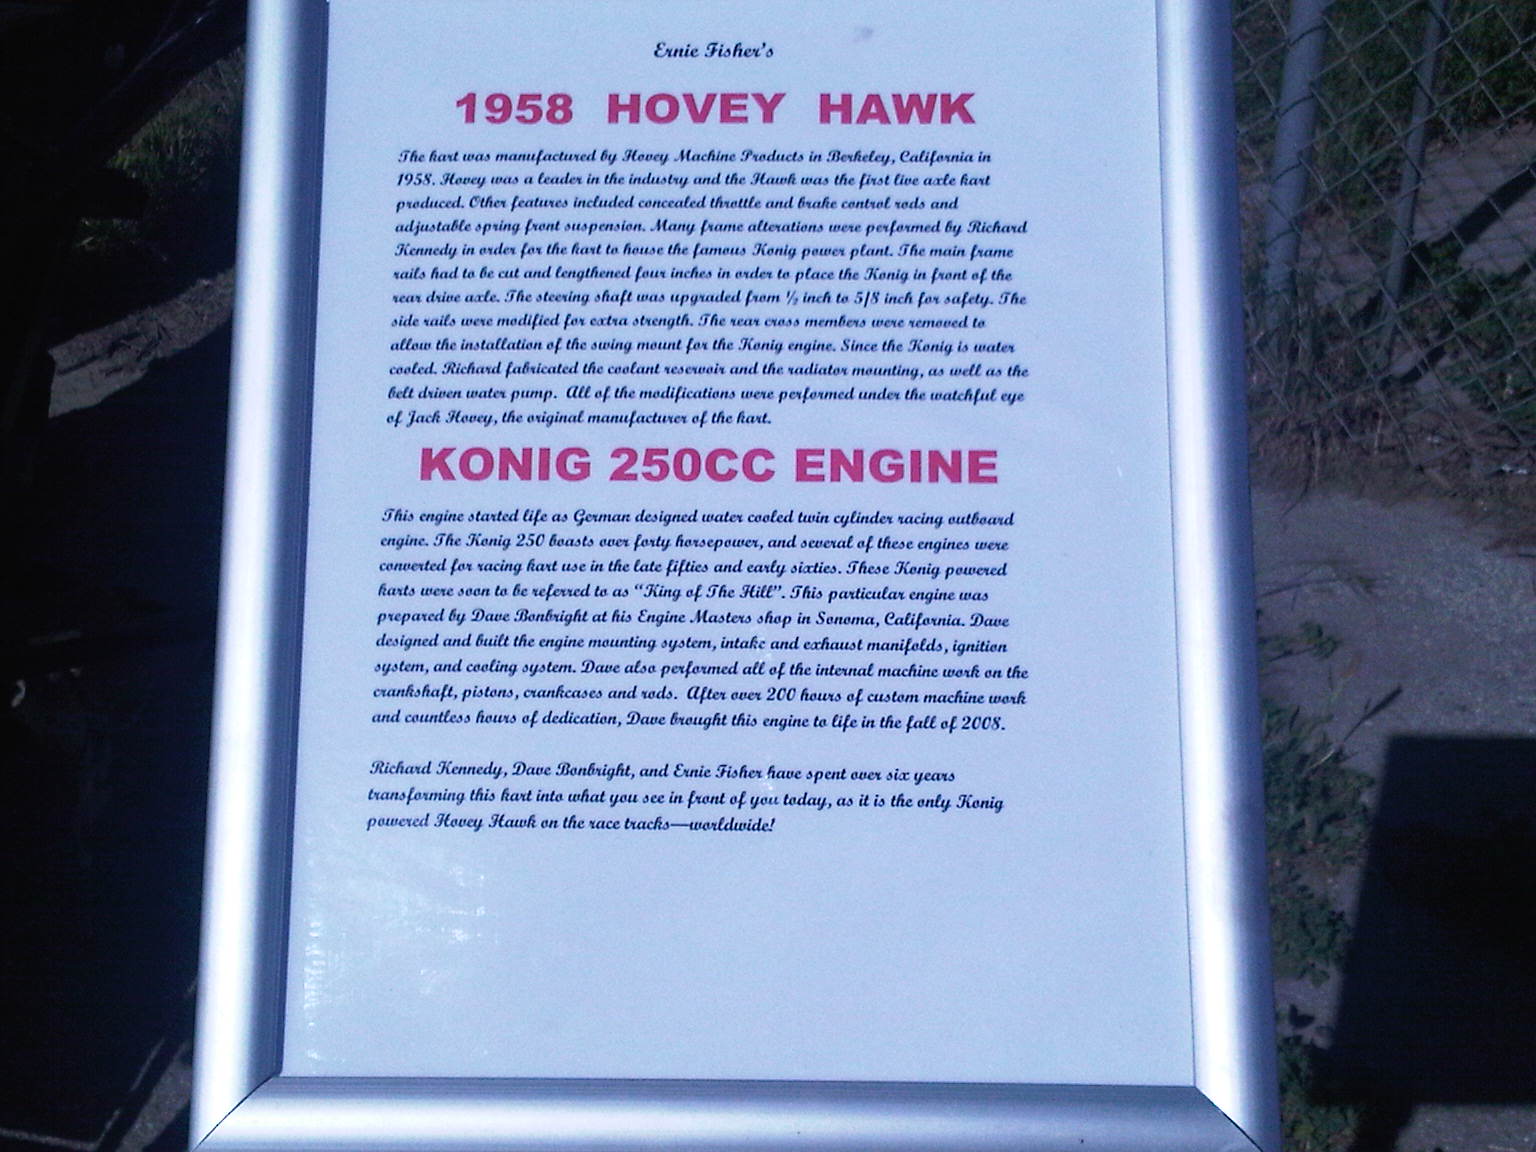 Ernie Fisher's
1958 HOVEY HAWK
The kart was manufactured by Hovey Machine Products in Berkeley, California in
1958. Hovey was a leader in the industry and the Hawk was the first live axle kart
produced. Other features included concealed throttle and brake control rods and
adjustable spring front suspension. Many frame alterations were performed by Richard
Kennedy in order for the kart to house the famous Konig power plant. The main frame
rails had to be cut and lengthened four inches in order to place the Konig in front of the
rear drive axle. The steering shaft was upgraded from ½ inch to 5/8 inch for safety. The
side rails were modified for extra strength. The rear cross members were removed to
allow the installation of the swing mount for the Konig engine. Since the Konig is water
cooled. Richard fabricated the coolant reservoir and the radiator mounting, as well as the
belt driven water pump. All of the modifications were performed under the watchful eye
of Jack Hovey, the original manufacturer of the kart.
KONIG 250CC ENGINE
This engine started life as German designed water cooled twin cylinder racing outboard
engine. The Konig 250 boasts over forty horsepower, and several of these engines were
converted for racing kart use in the late fifties and early sixties. These Konig powered
karts were soon to be referred to as "King of The Hill". This particular engine was
prepared by Dave Bonbright at his Engine Masters shop in Sonoma, California. Dave
designed and built the engine mounting system, intake and exhaust manifolds, ignition
system, and cooling system. Dave also performed all of the internal machine work on the
crankshaft, pistons, crankcases and rods. After over 200 hours of custom machine work
and countless hours of dedication, Dave brought this engine to life in the fall of 2008.
Richard Kennedy, Dave Bonbright, and Ernie Fisher have spent over six years
transforming this kart into what you see in front of you today, as it is the only Konig
powered Hovey Hawk on the race tracks—worldwide!